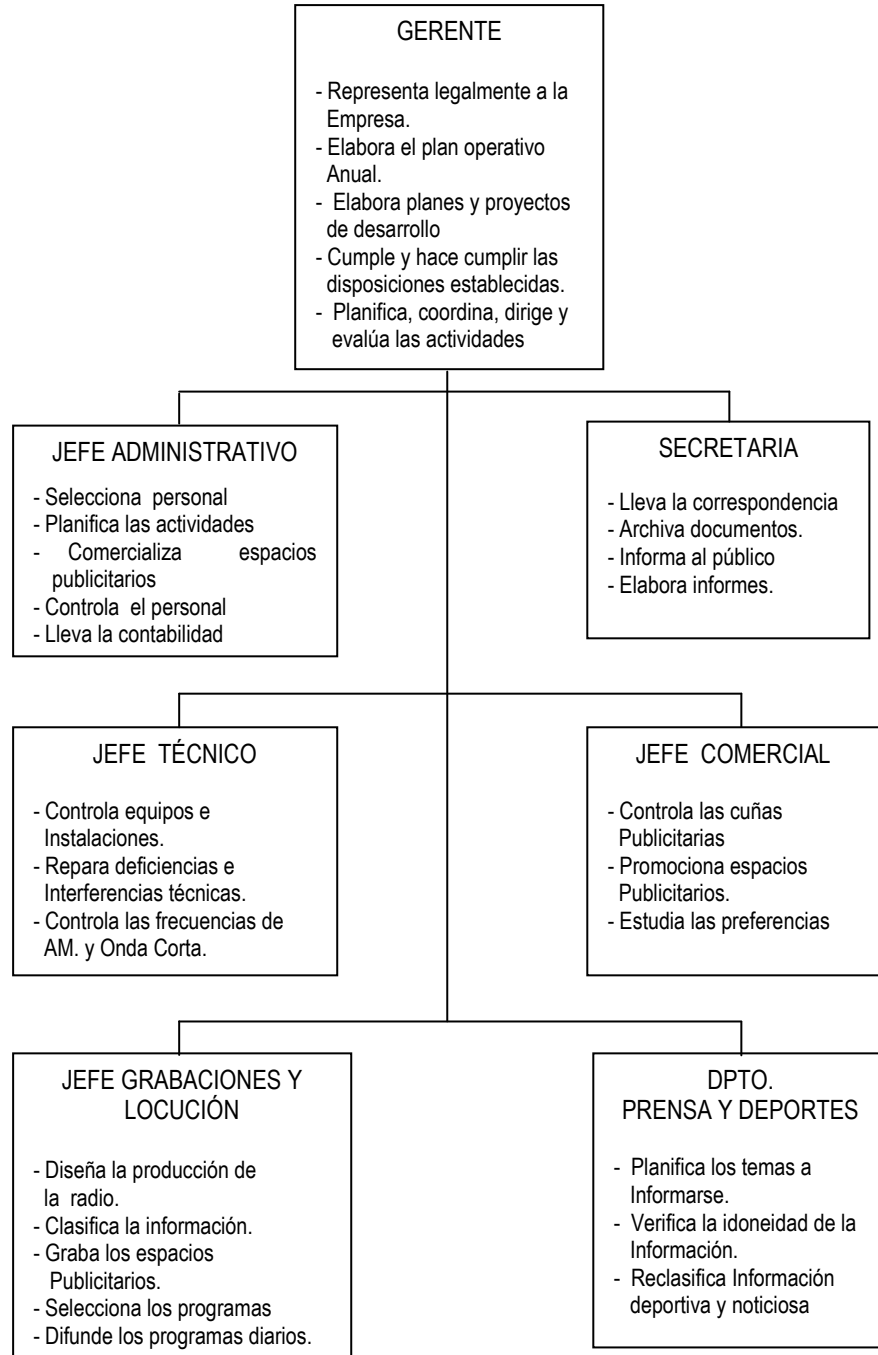 GERENTE
- Representa legalmente a la
Empresa.
- Elabora el plan operativo
Anual.
- Elabora planes y proyectos
de desarrollo
- Cumple y hace cumplir las
disposiciones establecidas.
- Planifica, coordina, dirige y
evalúa las actividades
JEFE ADMINISTRATIVO
- Selecciona personal
- Planifica las actividades
- Comercializa espacios
publicitarios
- Controla el personal
- Lleva la contabilidad
SECRETARIA
- Lleva la correspondencia
- Archiva documentos.
- Informa al público
- Elabora informes.
JEFE TÉCNICO
- Controla equipos e
Instalaciones.
- Repara deficiencias e
Interferencias técnicas.
- Controla las frecuencias de
AM. y Onda Corta.
JEFE COMERCIAL
- Controla las cuñas
Publicitarias
- Promociona espacios
Publicitarios.
- Estudia las preferencias
JEFE GRABACIONES Y
LOCUCIÓN
- Diseña la producción de
la radio.
- Clasifica la información.
- Graba los espacios
Publicitarios.
- Selecciona los programas
- Difunde los programas diarios.
DPTO.
PRENSA Y DEPORTES
- Planifica los temas a
Informarse.
- Verifica la idoneidad de la
Información.
- Reclasifica Información
deportiva y noticiosa